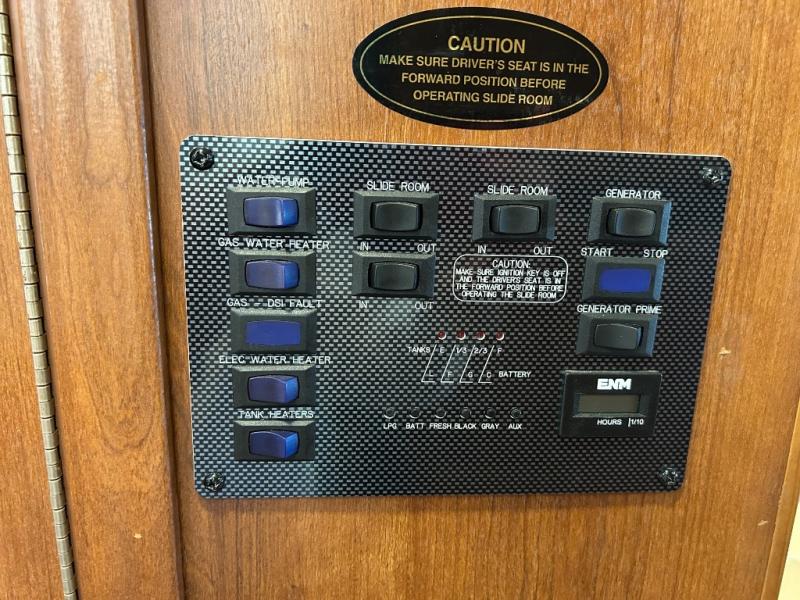 CAUTION
MAKE SURE DRIVER'S SEAT IS IN THE
FORWARD POSITION BEFORE
OPERATING SLIDE ROOM
WATER PUMP
SLIDE ROOM
SLIDE ROOM
GENERATOR
IN OUT
IN OUT
START STOP
GAS WATER HEATER
CAUTION:
MAKE SURE IGNITION KEY IS OFF
AND THE DRIVER'S SEAT IS IN
THE FORWARD POSITION BEFORE
OPERATING THE SLIDE ROOM
IN OUT
GAS - DSI FAULT
GENERATOR PRIME
TANKS E 1/3 2/3 F
L F G C BATTERY
ELEC WATER HEATER
ENM
HOURS 1/10
TANK HEATERS
LPG BATT FRESH BLACK GRAY AUX